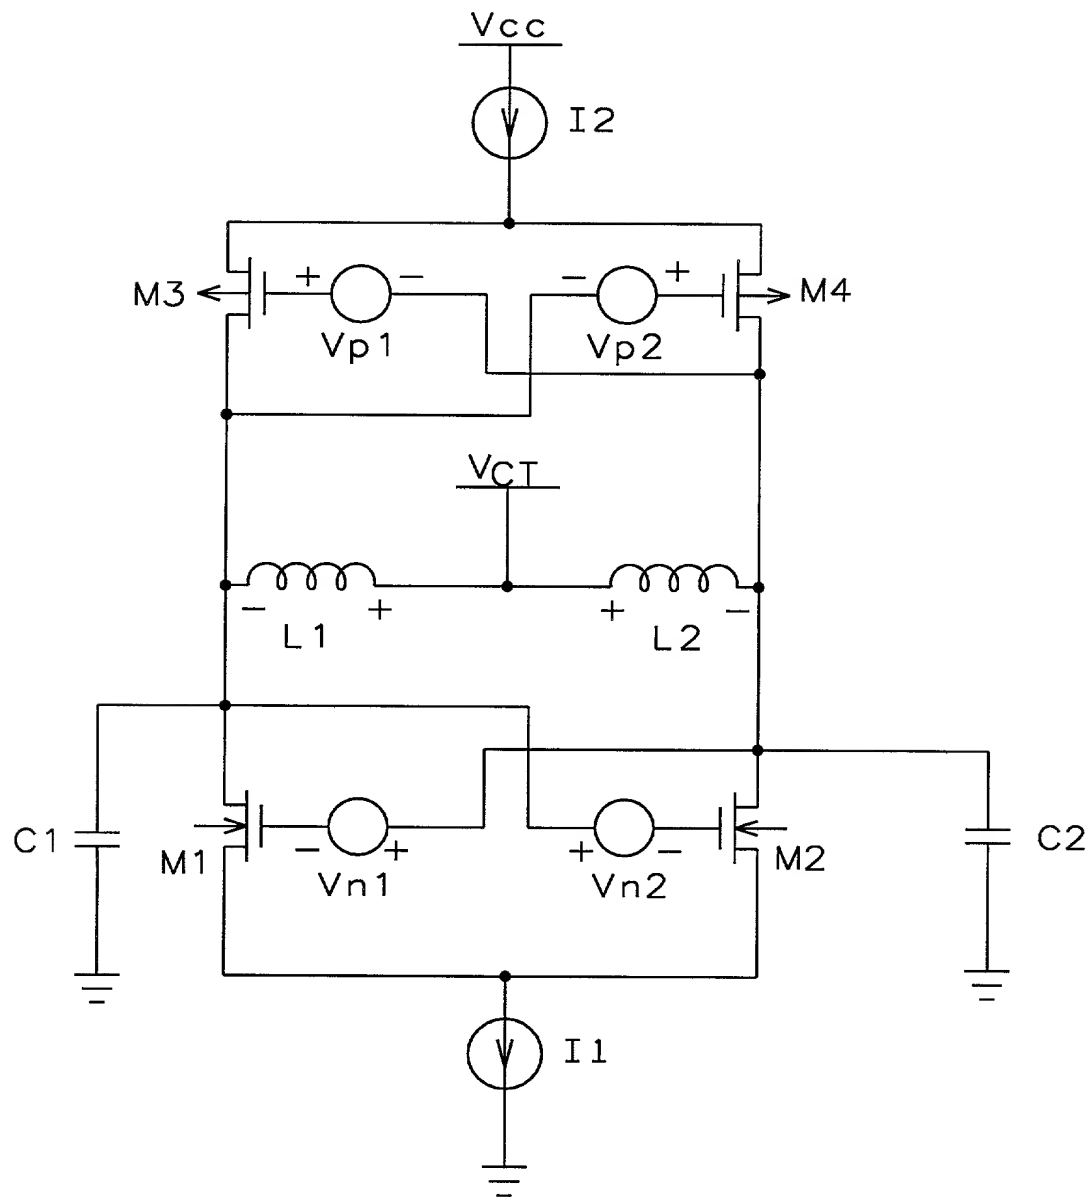 Vcc
I2
M3
+
-
-
+
M4
Vp1
Vp2
VCT
-
+
+
-
L1
L2
C1
M1
-
+
+
-
M2
C2
Vn1
Vn2
I1